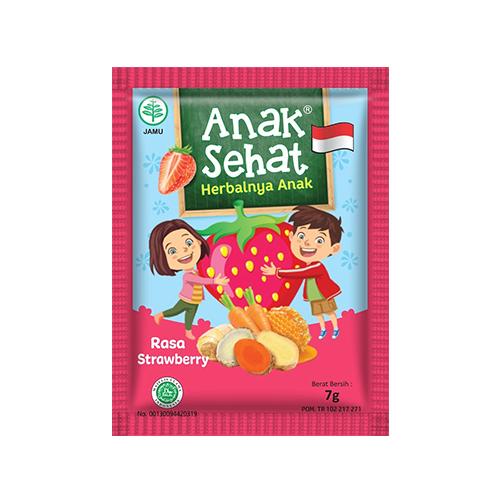 JAMU
Anak®
Sehat
Herbalnya Anak
Rasa
Strawberry
No. 00130094420319
Berat Bersih :
7g
POM. TR 102 217 271